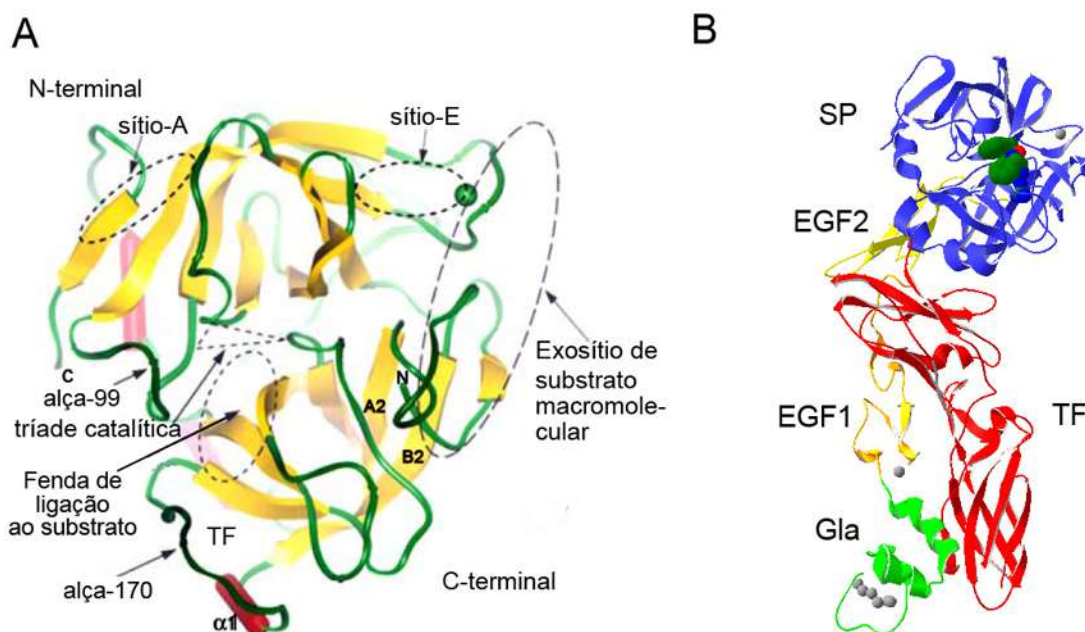 A
N-terminal
sítio-A
sítio-E
C
alça-99
tríade catalítica
Fenda de
ligação
ao substrato
alça-170
TF
α1
N
A2
B2
C-terminal
Exosítio de
substrato
macromole-
cular
B
SP
EGF2
EGF1
TF
Gla